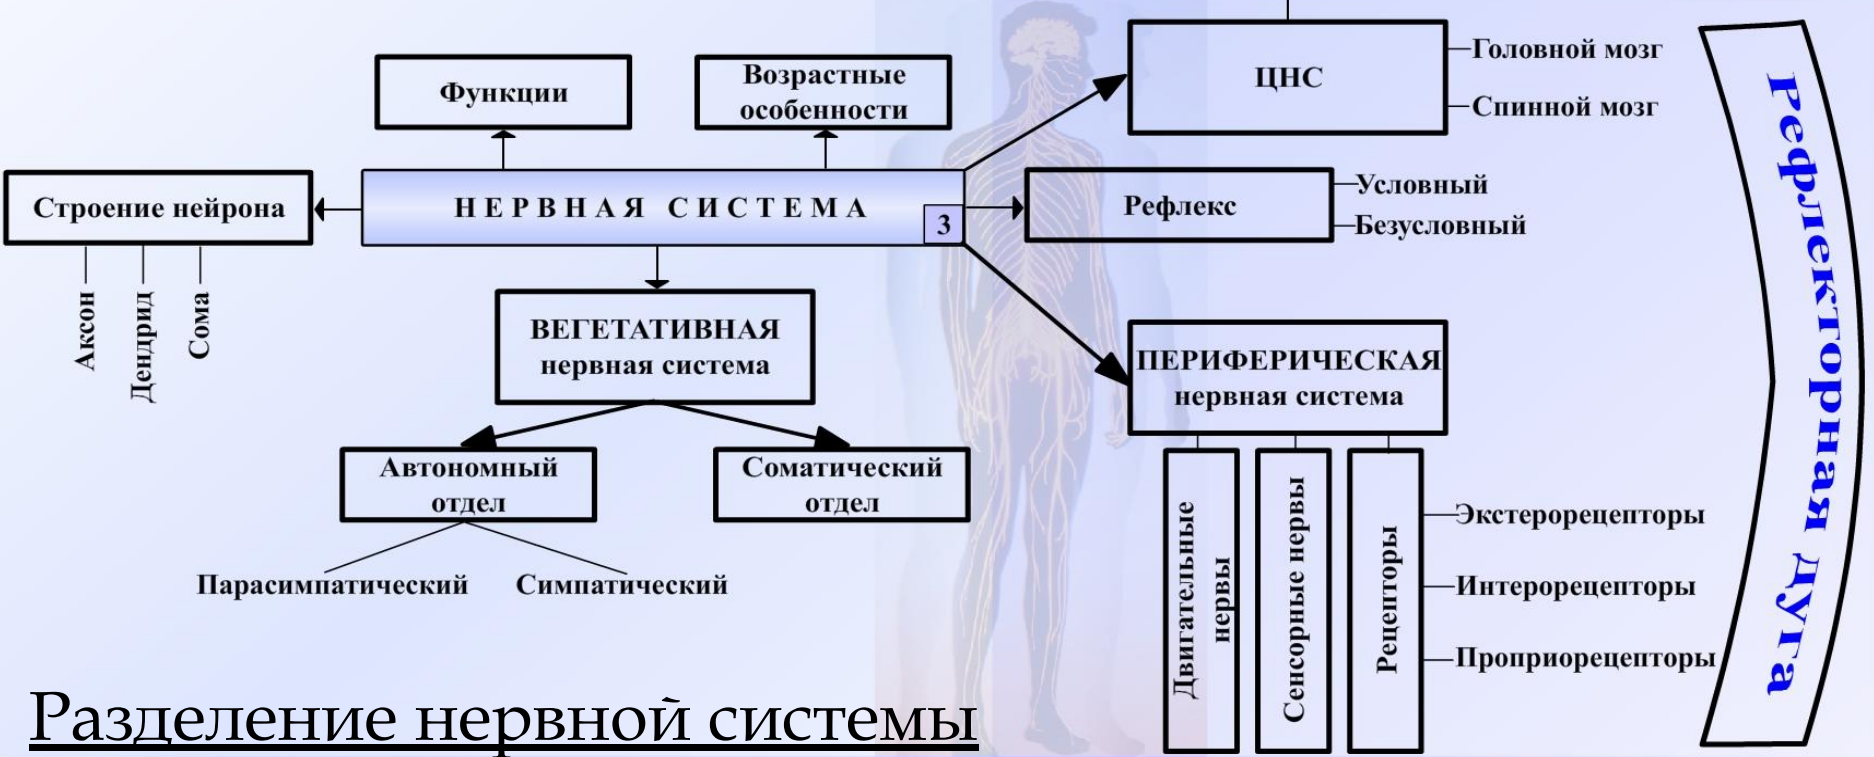 Функции
Возрастные
особенности
ЦНС
Головной мозг
Спинной мозг
Строение нейрона
НЕРВНАЯ СИСТЕМА
3
Рефлекс
Условный
Безусловный
Аксон
Дендрид
Сома
ВЕГЕТАТИВНАЯ
нервная система
ПЕРИФЕРИЧЕСКАЯ
нервная система
Автономный
отдел
Соматический
отдел
Парасимпатический
Симпатический
Двигательные
нервы
Сенсорные нервы
Рецепторы
Экстерорецепторы
Интерорецепторы
Проприорецепторы
Рефлекторная дуга
Разделение нервной системы